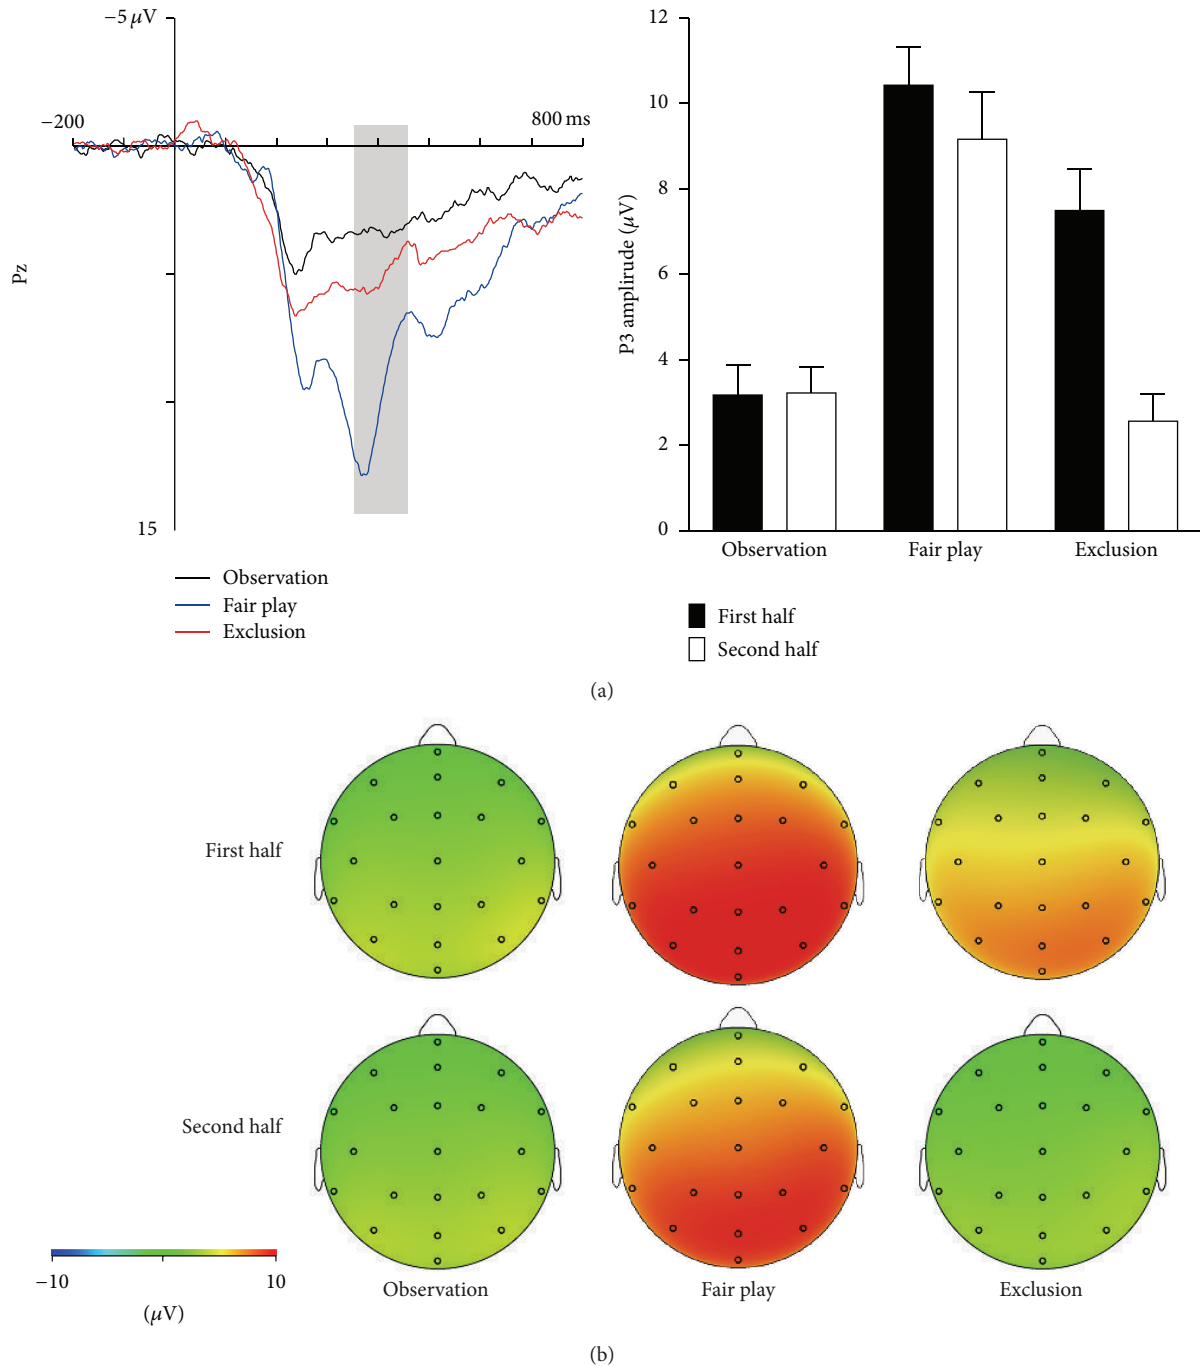 −5 μV
−200
800 ms
Pz
15
Observation
Fair play
Exclusion
12
10
8
6
4
2
0
P3 amplirude (μV)
Observation
Fair play
Exclusion
First half
Second half
(a)
First half
Second half
−10
10
(μV)
Observation
Fair play
Exclusion
(b)